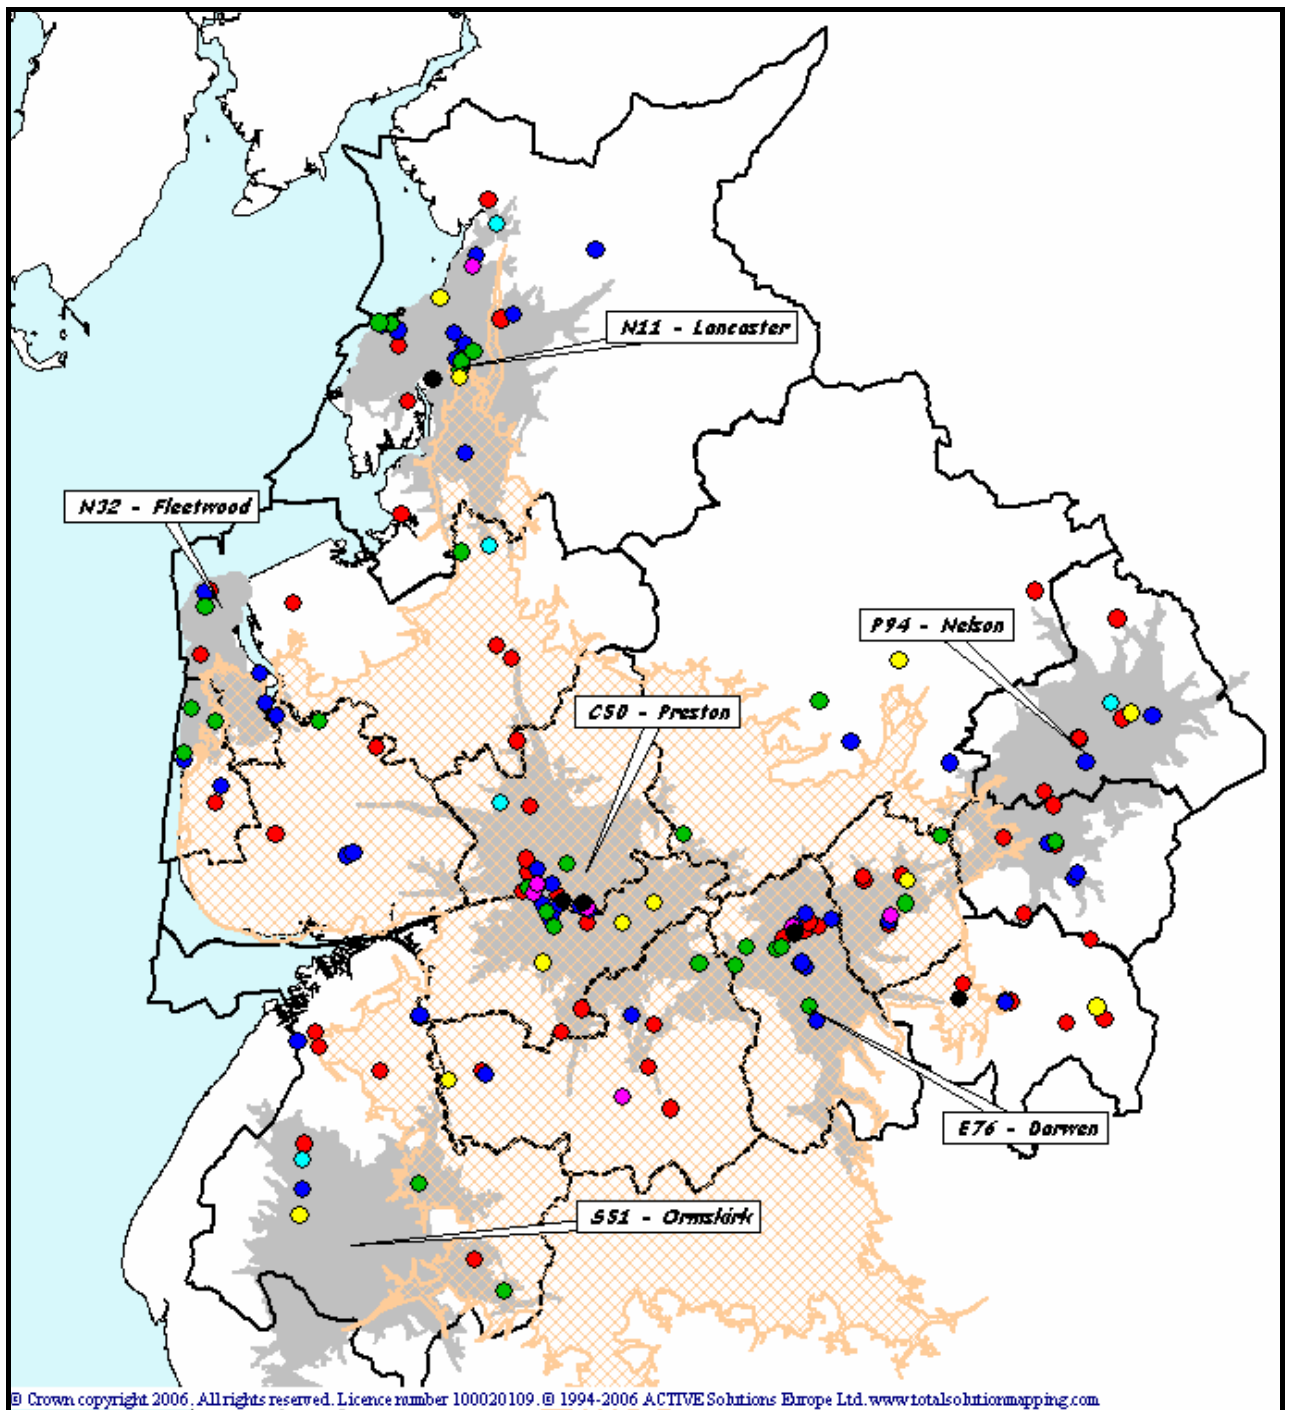 N11 - Lancaster
N32 - Fleetwood
P94 - Nelson
C50 - Preston
E76 - Darwen
S51 - Ormskirk
© Crown copyright 2006. All rights reserved. Licence number 100020109. © 1994-2006 ACTIVE Solutions Europe Ltd. www.totalsolutionmapping.com